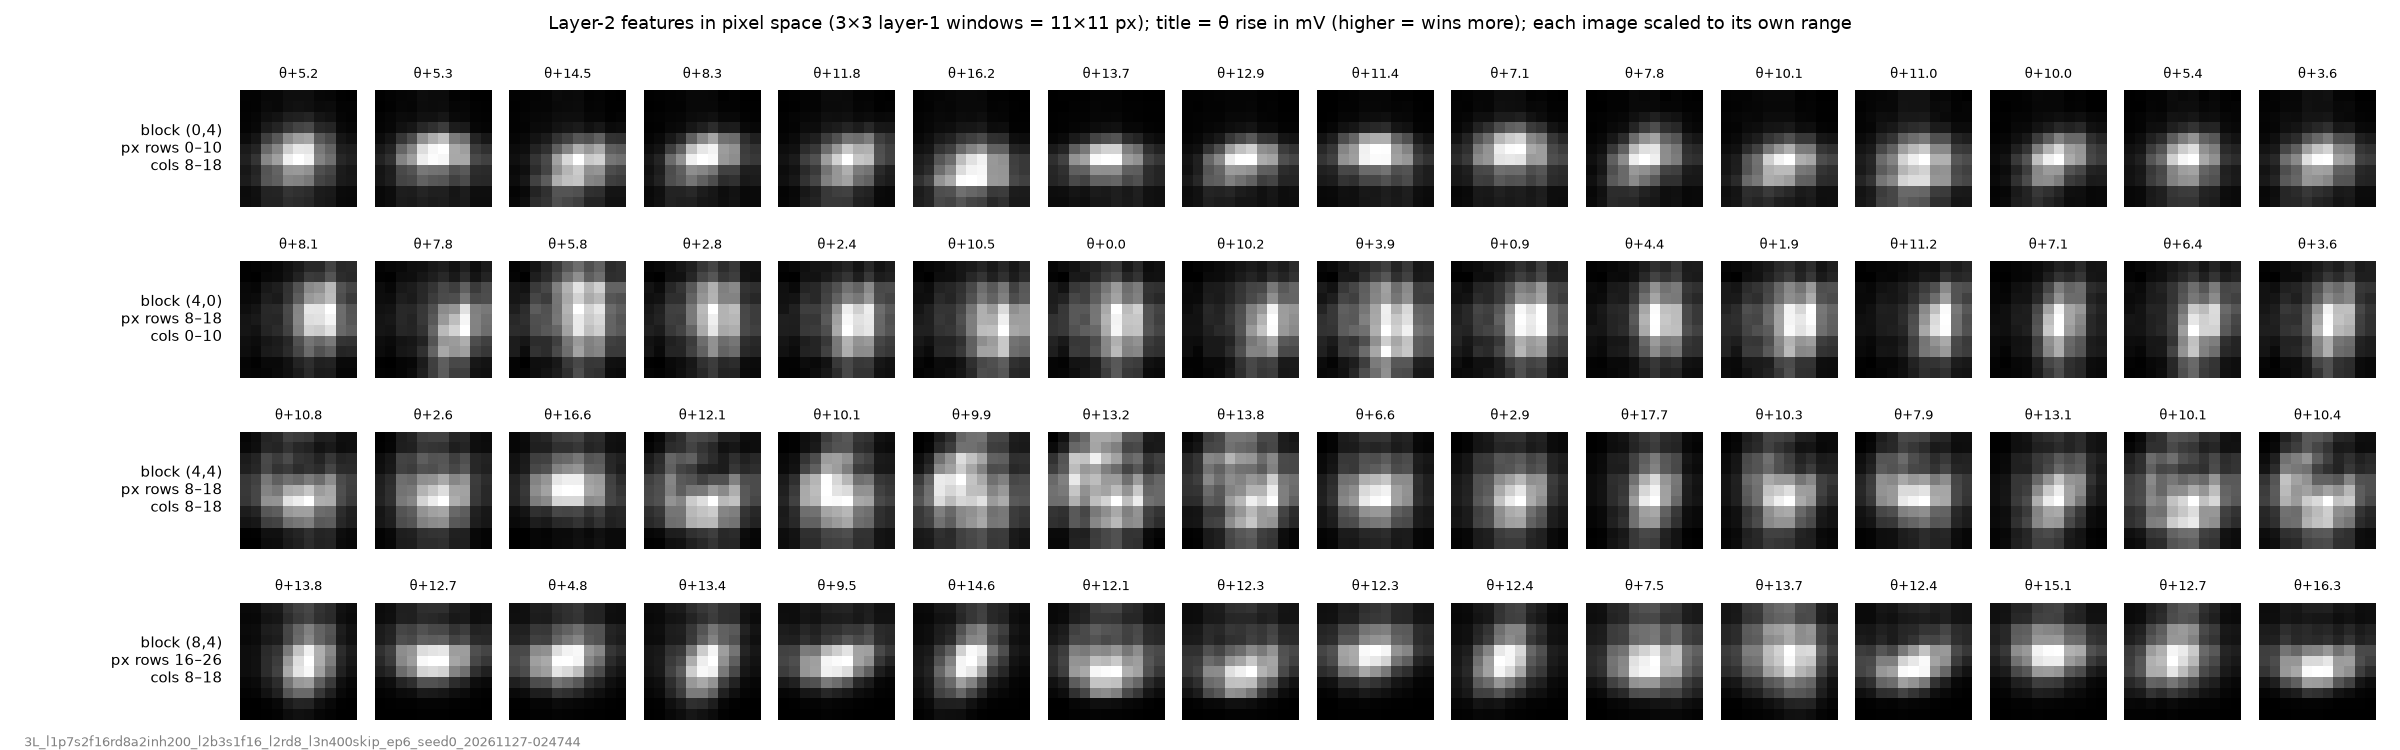 Layer-2 features in pixel space (3×3 layer-1 windows = 11×11 px); title = θ rise in mV (higher = wins more); each image scaled to its own range
θ+5.2 θ+5.3 θ+14.5 θ+8.3 θ+11.8 θ+16.2 θ+13.7 θ+12.9 θ+11.4 θ+7.1 θ+7.8 θ+10.1 θ+11.0 θ+10.0 θ+5.4 θ+3.6
block (0,4)
px rows 0–10
cols 8–18
θ+8.1 θ+7.8 θ+5.8 θ+2.8 θ+2.4 θ+10.5 θ+0.0 θ+10.2 θ+3.9 θ+0.9 θ+4.4 θ+1.9 θ+11.2 θ+7.1 θ+6.4 θ+3.6
block (4,0)
px rows 8–18
cols 0–10
θ+10.8 θ+2.6 θ+16.6 θ+12.1 θ+10.1 θ+9.9 θ+13.2 θ+13.8 θ+6.6 θ+2.9 θ+17.7 θ+10.3 θ+7.9 θ+13.1 θ+10.1 θ+10.4
block (4,4)
px rows 8–18
cols 8–18
θ+13.8 θ+12.7 θ+4.8 θ+13.4 θ+9.5 θ+14.6 θ+12.1 θ+12.3 θ+12.3 θ+12.4 θ+7.5 θ+13.7 θ+12.4 θ+15.1 θ+12.7 θ+16.3
block (8,4)
px rows 16–26
cols 8–18
3L_l1p7s2f16rd8a2inh200_l2b3s1f16_l2rd8_l3n400skip_ep6_seed0_20261127-024744